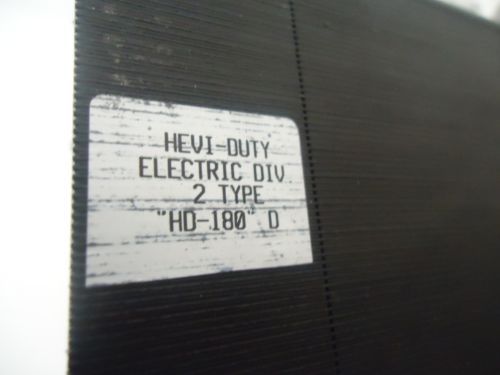 HEVI-DUTY
ELECTRIC DIV
2 TYPE
"HD-180" D